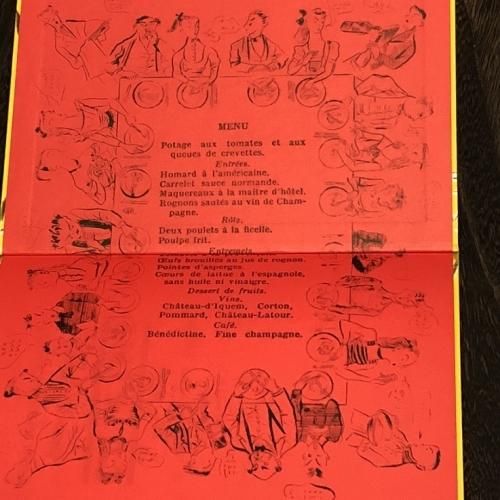 MENU
Potage aux tomates et aux
queues de crevettes.
Entrées.
Homard à l'américaine.
Carrelet sauce normande.
Maquereaux à la maître d'hôtel.
Rognons sautés au vin de Cham-
pagne.
Rôts.
Deux poulets à la ficelle.
Poulpe frit.
Entremets.
Œufs brouillés au jus de rognon.
Pointes d'asperges.
Cœurs de laitue à l'espagnole,
sans huile ni vinaigre.
Dessert de fruits.
Vins.
Château-d'Iquem, Corton,
Pommard, Château-Latour.
Café.
Bénédictine. Fine champagne.